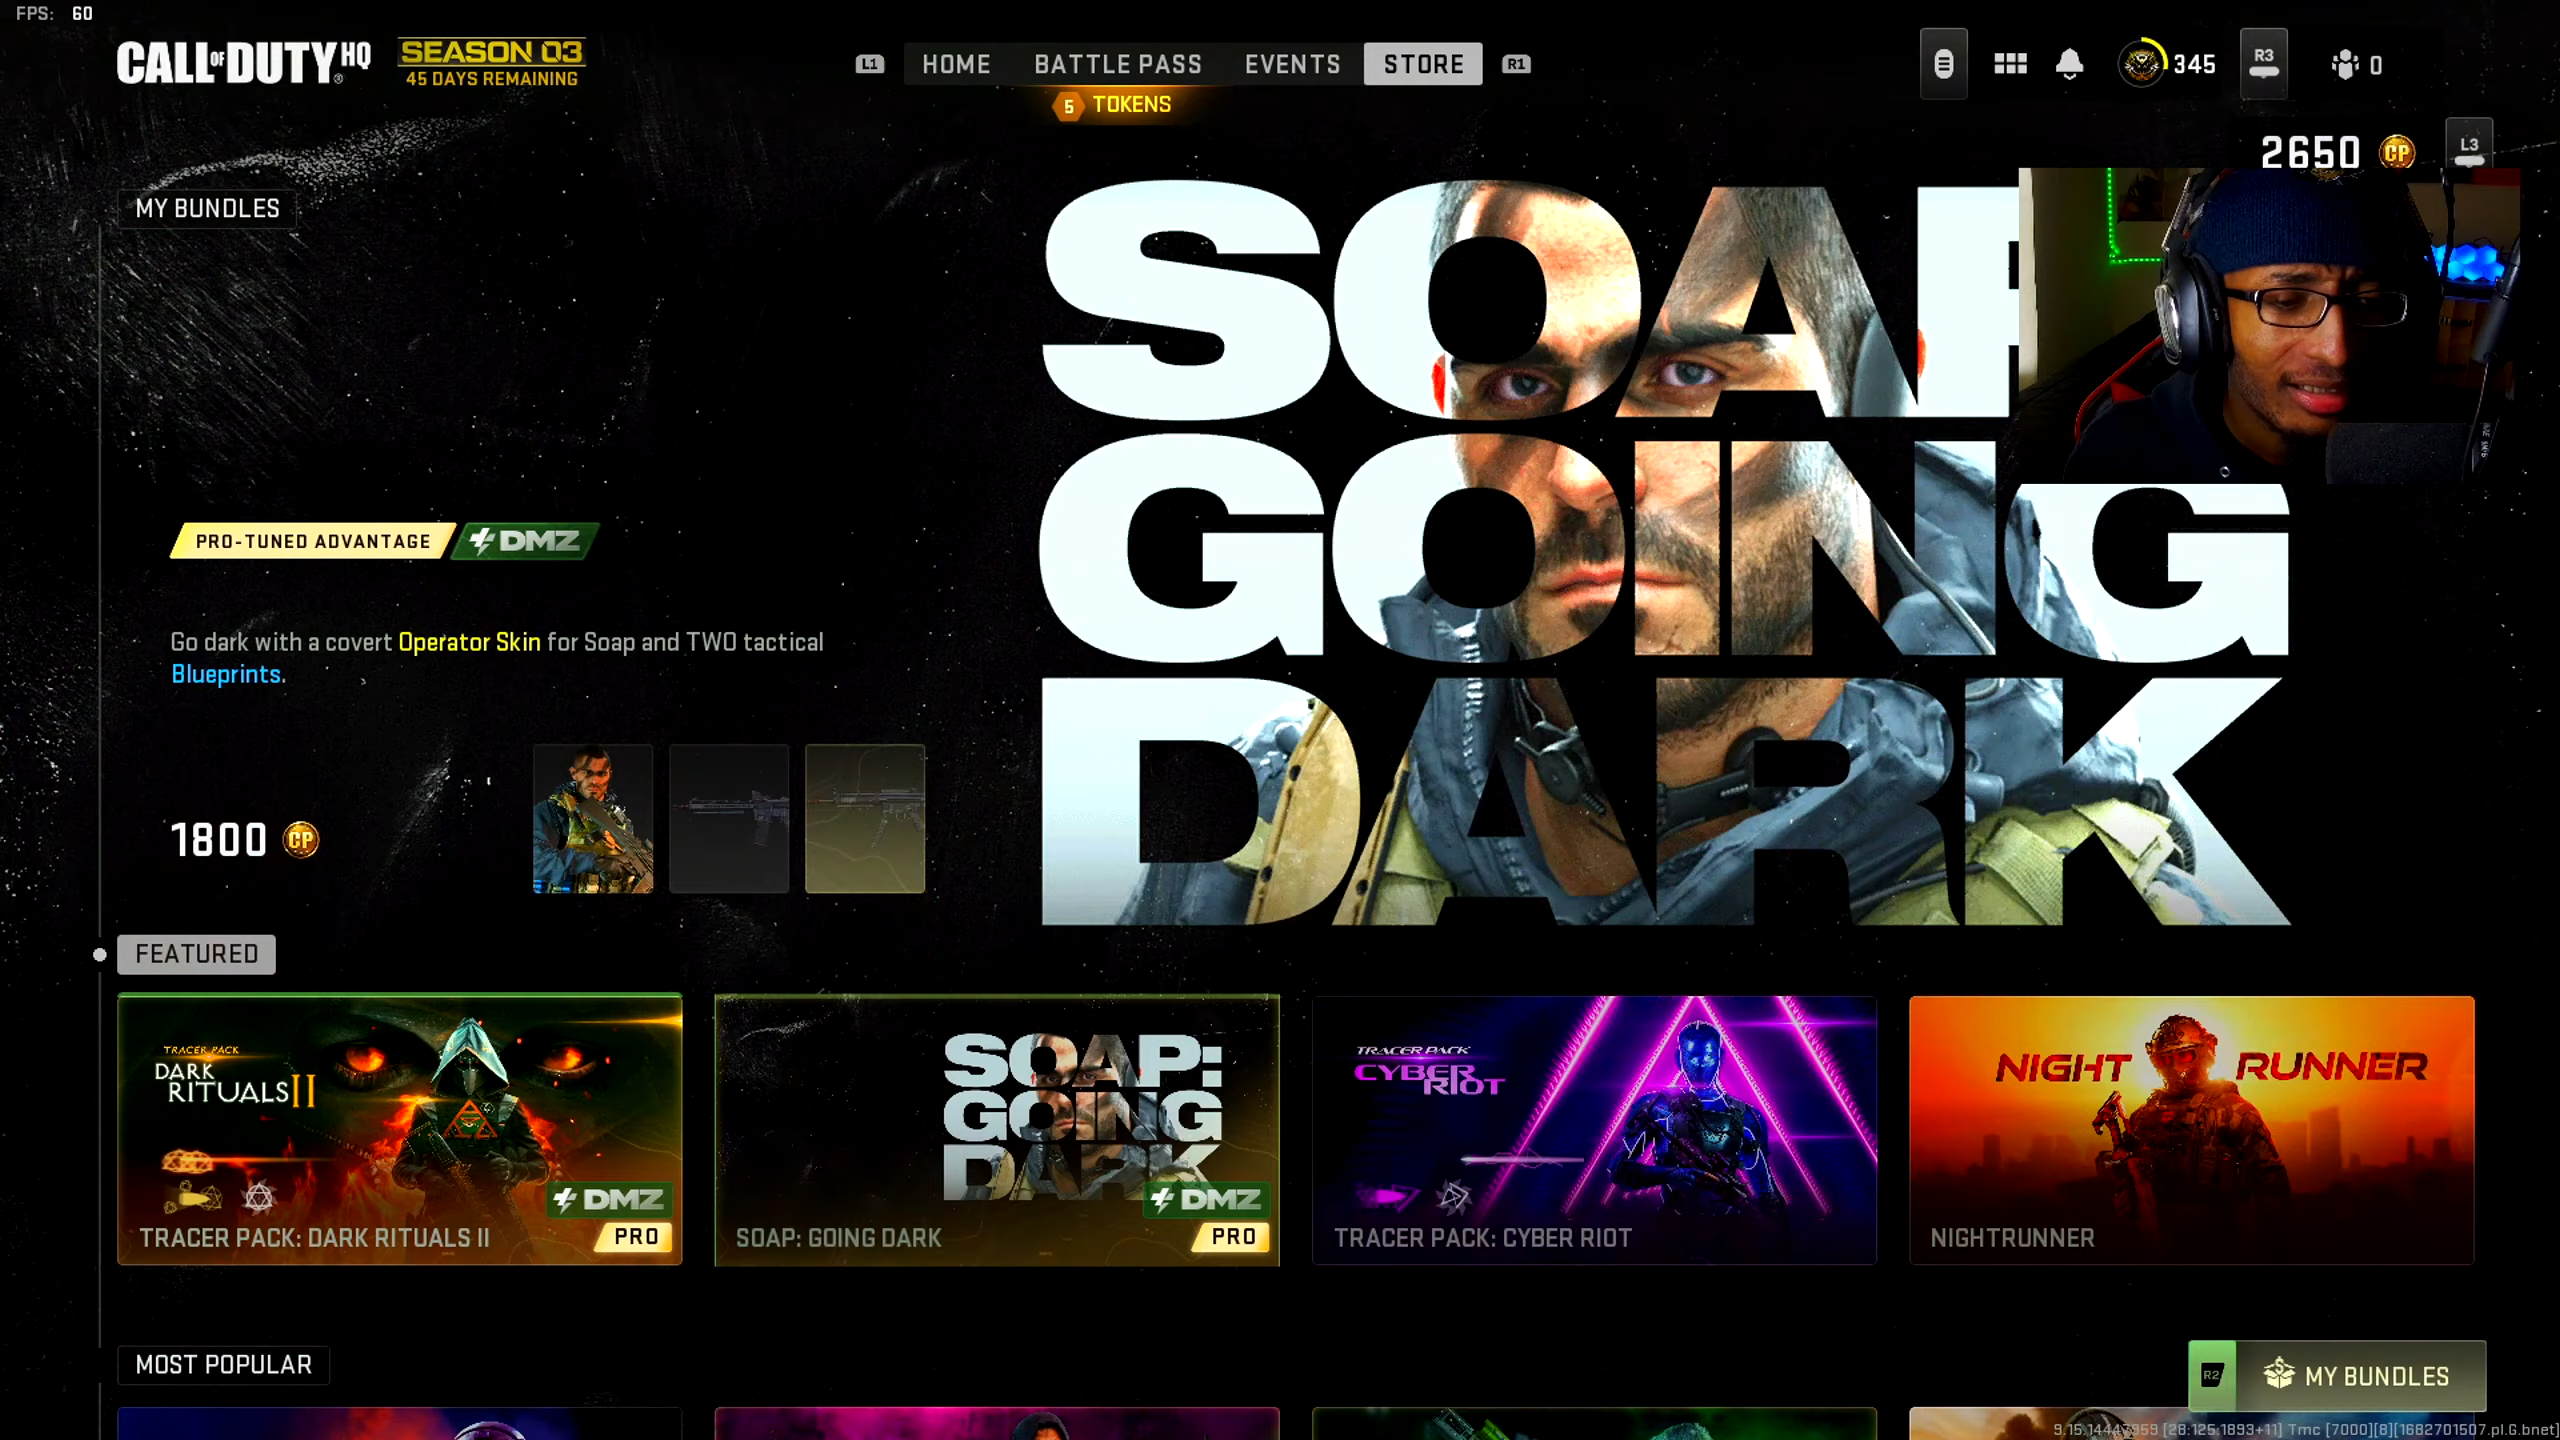 FPS: 60
CALL OF DUTY HQ
SEASON 03
45 DAYS REMAINING
L1
HOME
BATTLE PASS
EVENTS
STORE
R1
345
R3
0
5 TOKENS
2650 CP
L3
MY BUNDLES
SOAP
GOING
DARK
PRO-TUNED ADVANTAGE
DMZ
Go dark with a covert Operator Skin for Soap and TWO tactical
Blueprints.
1800 CP
FEATURED
TRACER PACK
DARK
RITUALS II
DMZ
TRACER PACK: DARK RITUALS II
PRO
SOAP:
GOING
DARK
DMZ
SOAP: GOING DARK
PRO
TRACER PACK
CYBER
RIOT
TRACER PACK: CYBER RIOT
NIGHT RUNNER
NIGHTRUNNER
MOST POPULAR
R2
MY BUNDLES